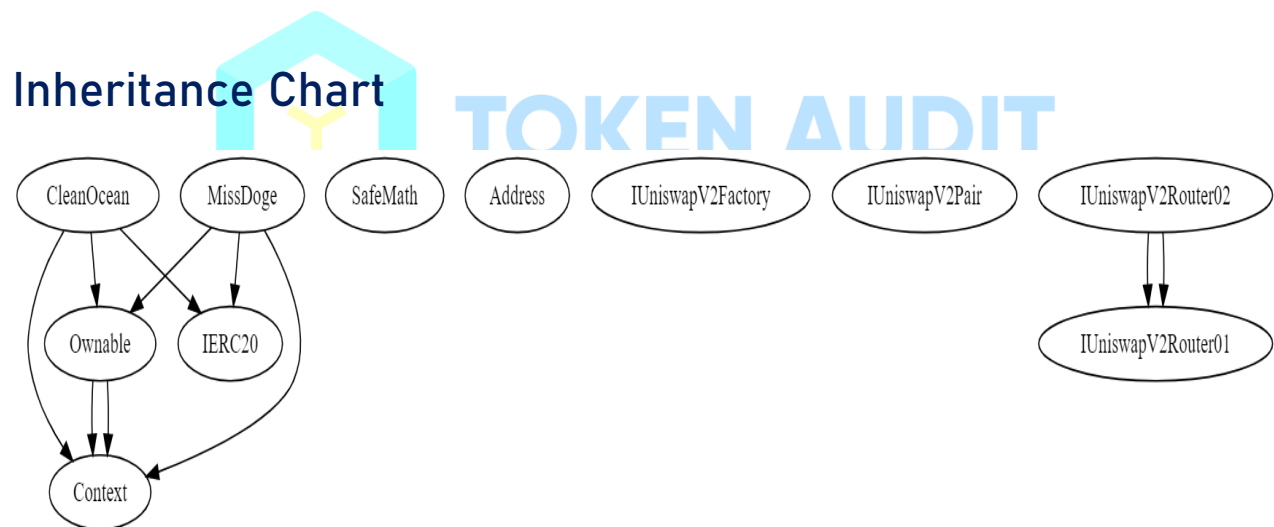 Inheritance Chart
TOKEN AUDIT
CleanOcean MissDoge SafeMath Address IUniswapV2Factory IUniswapV2Pair IUniswapV2Router02
Ownable IERC20 IUniswapV2Router01
Context